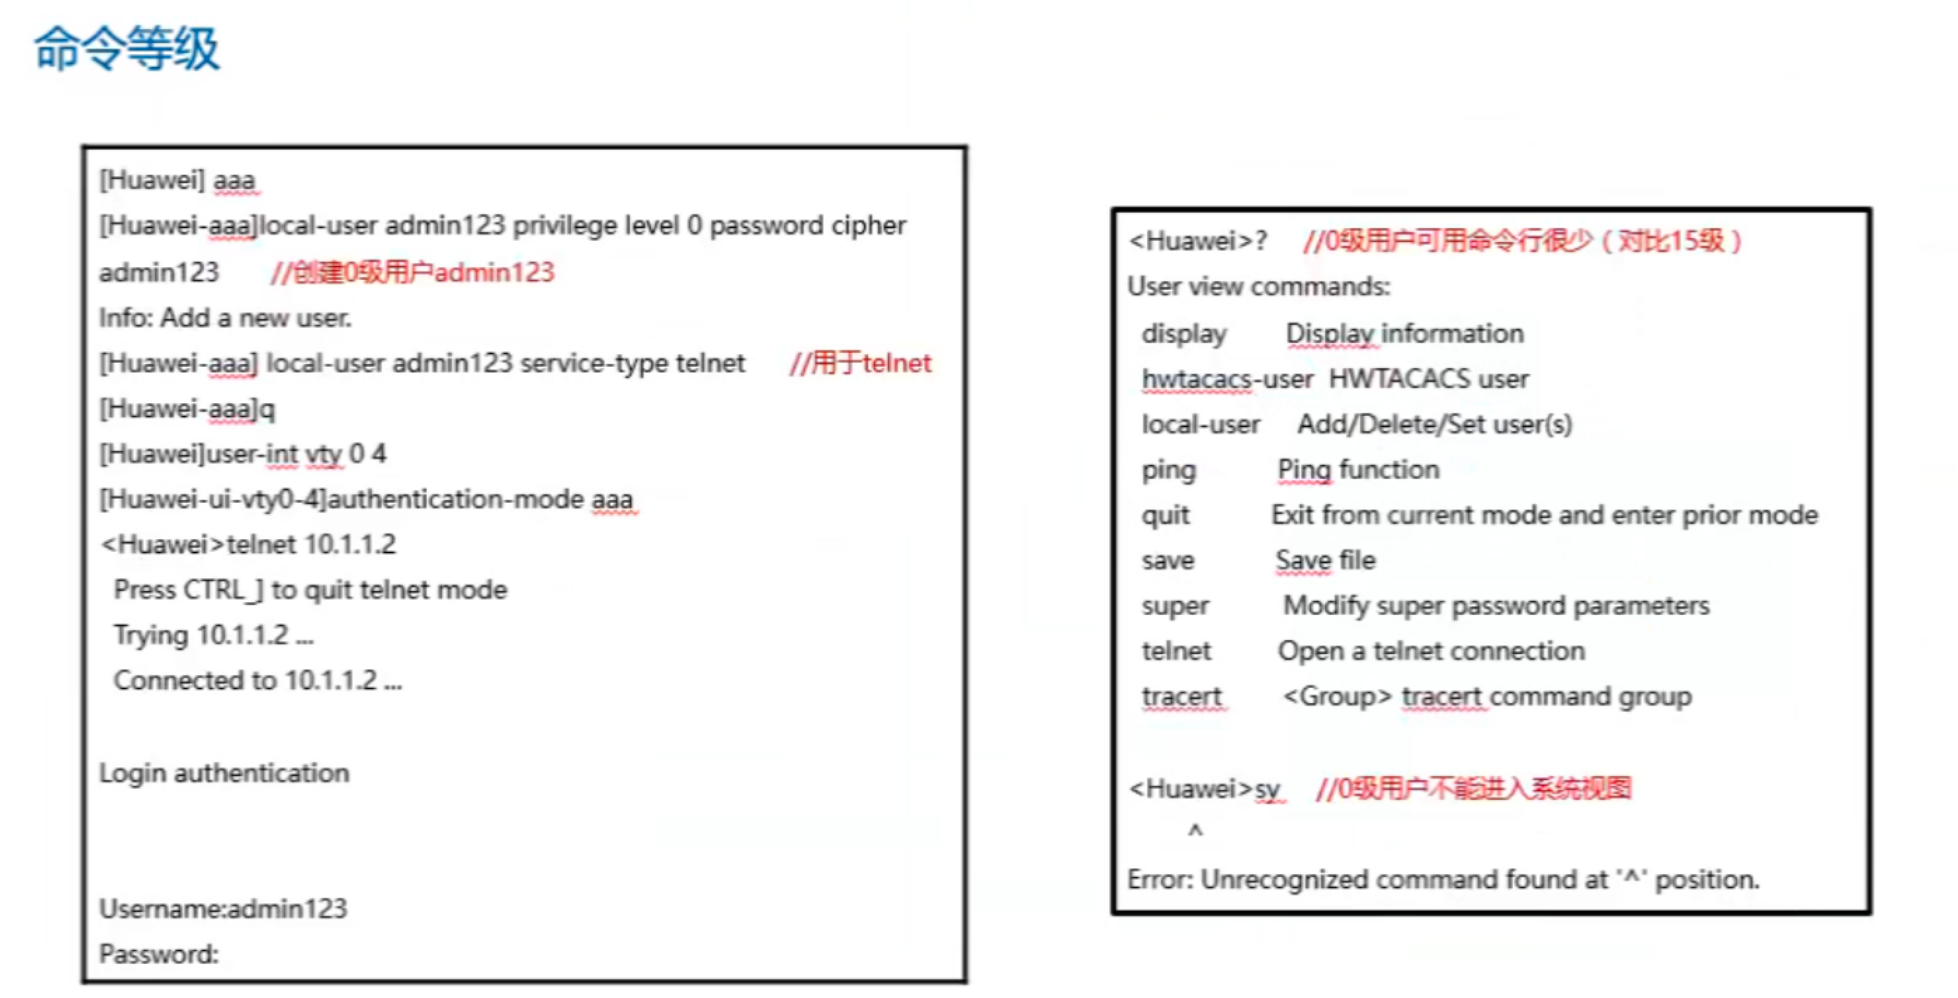 命令等级
[Huawei] aaa
[Huawei-aaa]local-user admin123 privilege level 0 password cipher
admin123 //创建0级用户admin123
Info: Add a new user.
[Huawei-aaa] local-user admin123 service-type telnet //用于telnet
[Huawei-aaa]q
[Huawei]user-int vty 0 4
[Huawei-ui-vty0-4]authentication-mode aaa
<Huawei>telnet 10.1.1.2
Press CTRL_] to quit telnet mode
Trying 10.1.1.2 ...
Connected to 10.1.1.2 ...
Login authentication
Username:admin123
Password:
<Huawei>? //0级用户可用命令行很少（对比15级）
User view commands:
display Display information
hwtacacs-user HWTACACS user
local-user Add/Delete/Set user(s)
ping Ping function
quit Exit from current mode and enter prior mode
save Save file
super Modify super password parameters
telnet Open a telnet connection
tracert <Group> tracert command group
<Huawei>sy //0级用户不能进入系统视图
^
Error: Unrecognized command found at '^' position.